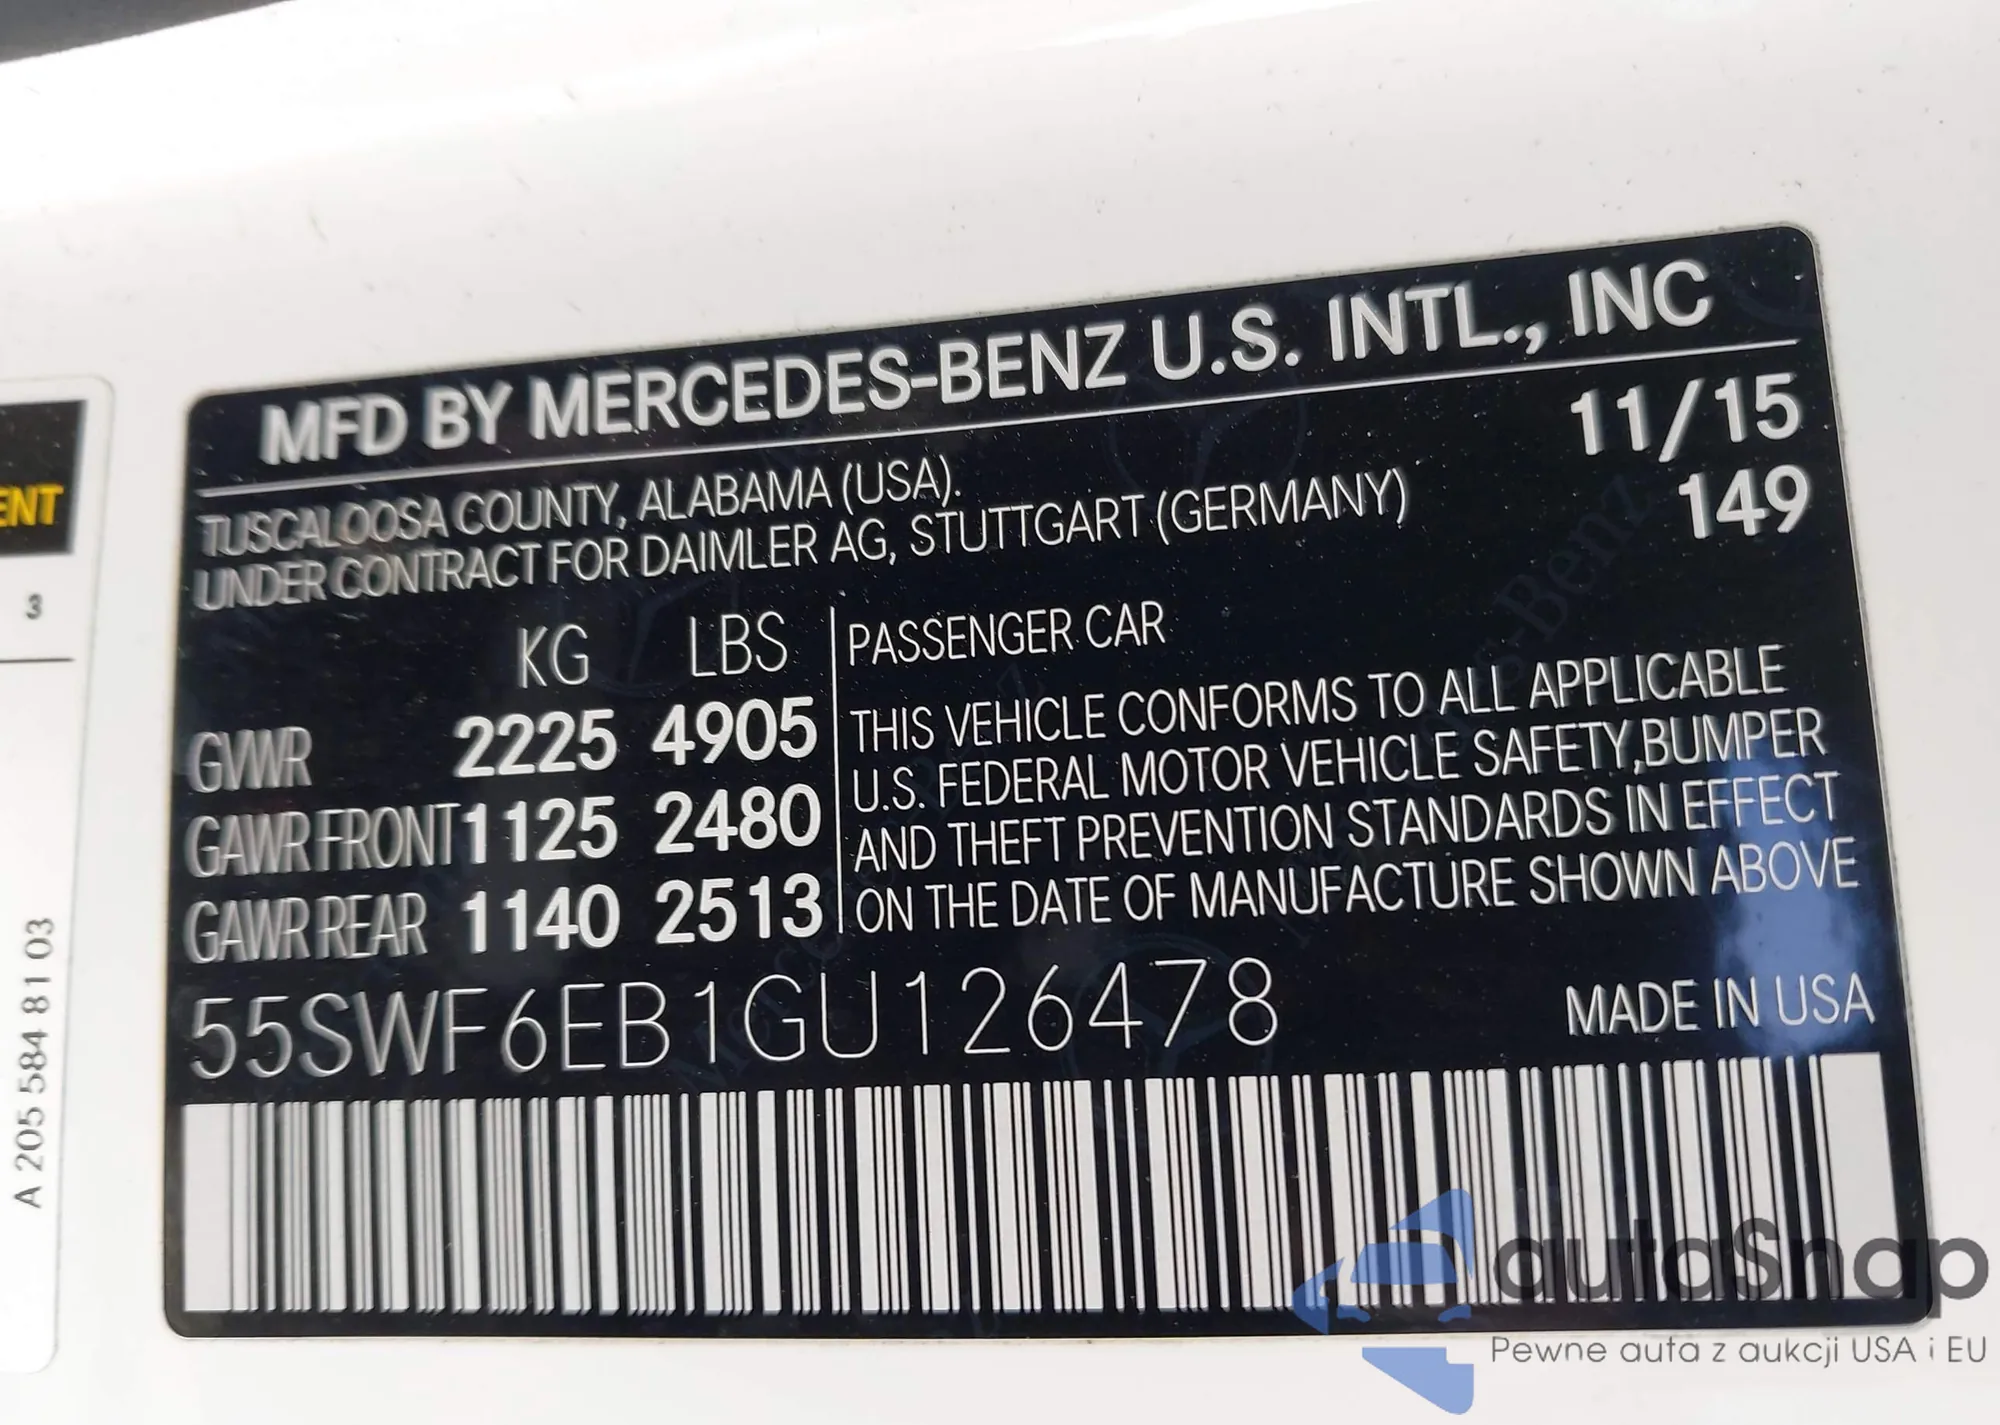 MFD BY MERCEDES-BENZ U.S. INTL., INC
11/15
TUSCALOOSA COUNTY, ALABAMA (USA).
UNDER CONTRACT FOR DAIMLER AG, STUTTGART (GERMANY)
149
KG LBS
GVWR 2225 4905
GAWR FRONT 1125 2480
GAWR REAR 1140 2513
PASSENGER CAR
THIS VEHICLE CONFORMS TO ALL APPLICABLE
U.S. FEDERAL MOTOR VEHICLE SAFETY,BUMPER
AND THEFT PREVENTION STANDARDS IN EFFECT
ON THE DATE OF MANUFACTURE SHOWN ABOVE
55SWF6EB1GU126478
MADE IN USA
3
A 205 584 81 03
autaSnap
Pewne auta z aukcji USA i EU